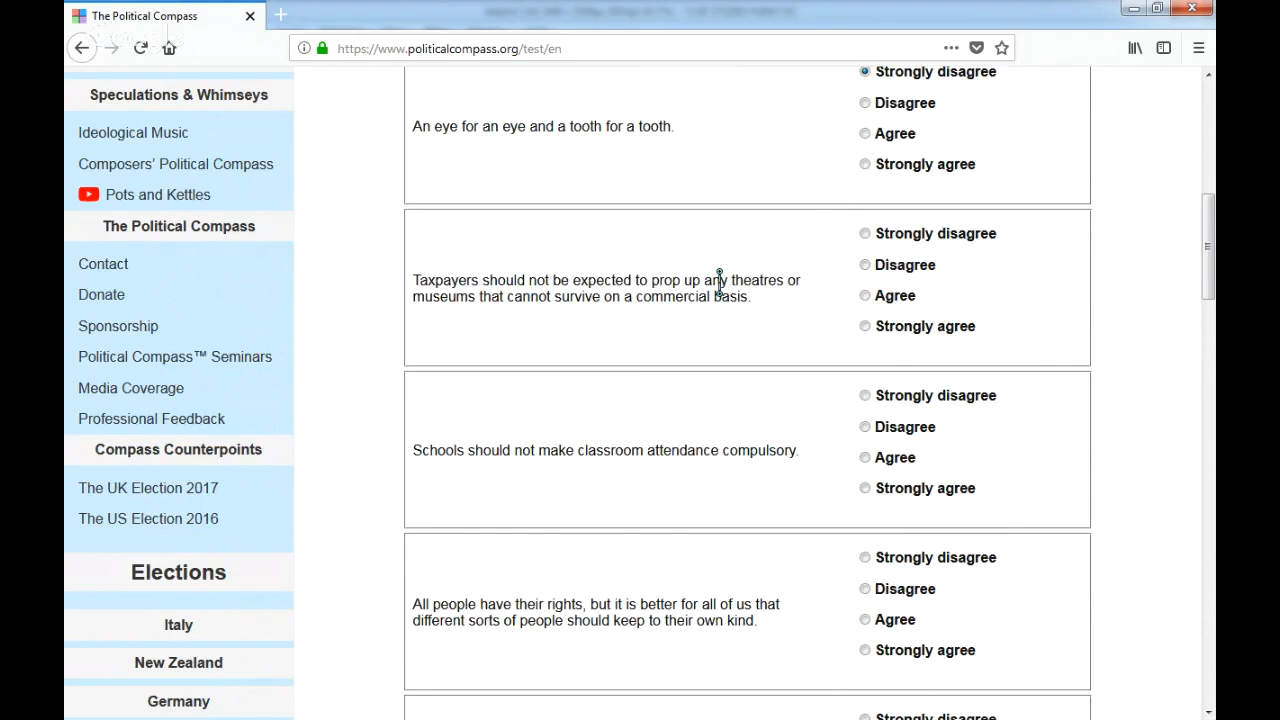 The Political Compass
https://www.politicalcompass.org/test/en
Speculations & Whimseys
Ideological Music
Composers' Political Compass
Pots and Kettles
The Political Compass
Contact
Donate
Sponsorship
Political Compass™ Seminars
Media Coverage
Professional Feedback
Compass Counterpoints
The UK Election 2017
The US Election 2016
Elections
Italy
New Zealand
Germany
An eye for an eye and a tooth for a tooth.
Strongly disagree
Disagree
Agree
Strongly agree
Taxpayers should not be expected to prop up any theatres or
museums that cannot survive on a commercial basis.
Strongly disagree
Disagree
Agree
Strongly agree
Schools should not make classroom attendance compulsory.
Strongly disagree
Disagree
Agree
Strongly agree
All people have their rights, but it is better for all of us that
different sorts of people should keep to their own kind.
Strongly disagree
Disagree
Agree
Strongly agree
Strongly disagree